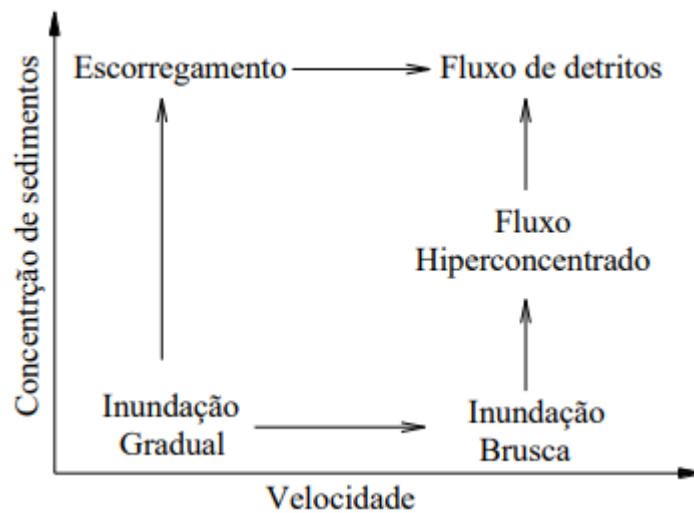 Concentrção de sedimentos
Escorregamento
Fluxo de detritos
Fluxo
Hiperconcentrado
Inundação
Gradual
Inundação
Brusca
Velocidade